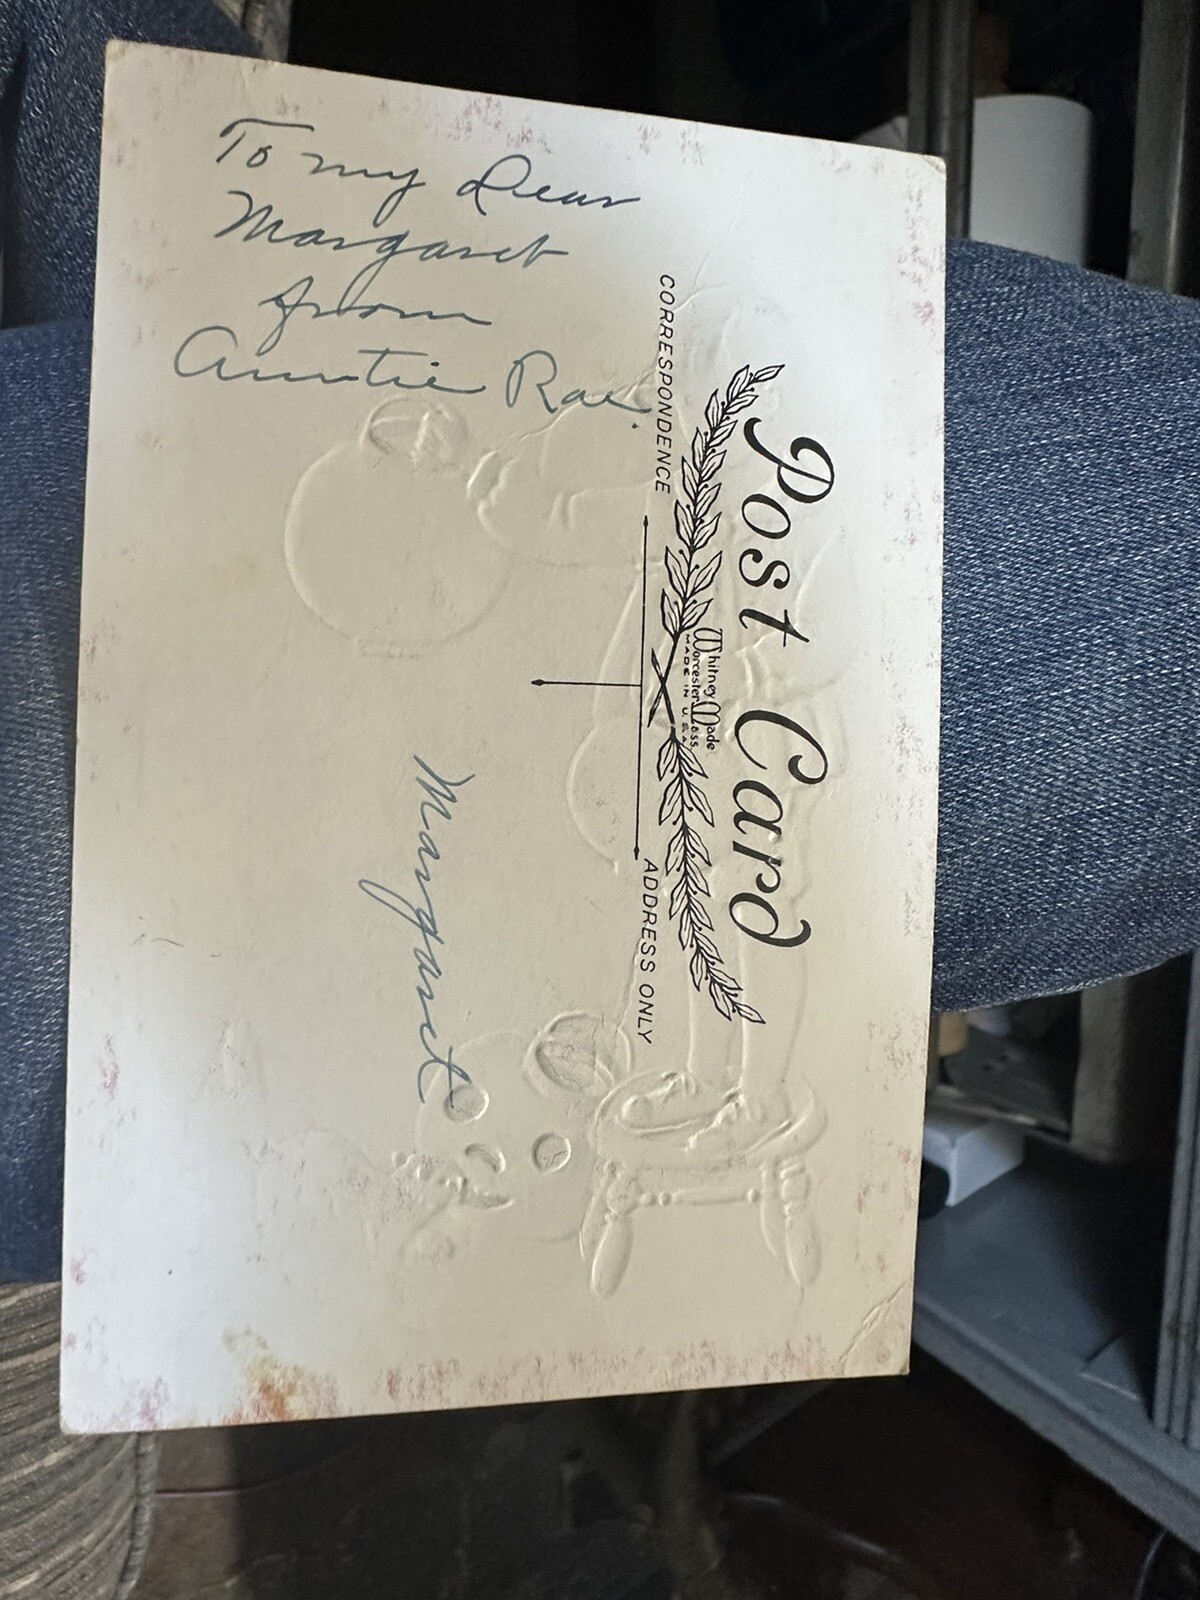 To my Dear
Margaret
from
Auntie Rae.
Post Card
Whitney Made
Worcester Mass
MADE IN U.S.A.
CORRESPONDENCE
ADDRESS ONLY
Margaret